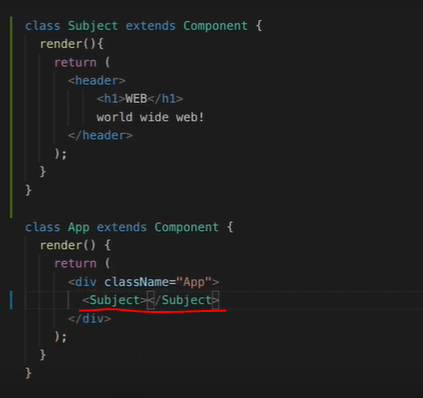 class Subject extends Component {
  render(){
    return (
      <header>
          <h1>WEB</h1>
          world wide web!
      </header>
    );
  }
}
class App extends Component {
  render() {
    return (
      <div className="App">
        <Subject></Subject>
      </div>
    );
  }
}